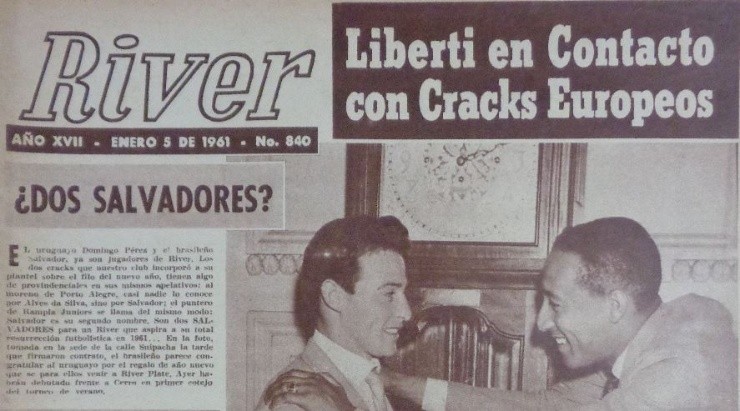 River
AÑO XVII - ENERO 5 DE 1961 - No. 840
Liberti en Contacto
con Cracks Europeos
¿DOS SALVADORES?
EL uruguayo Domingo Pérez y el brasileño
Salvador, ya son jugadores de River. Los
dos cracks que nuestro club incorporó a su
plantel sobre el filo del nuevo año, tienen algo
de providenciales en sus mismos apelativos: al
moreno de Porto Alegre, casi nadie lo conoce
por Alves da Silva, sino por Salvador; el puntero
de Rampla Juniors se llama del mismo modo:
Salvador es su segundo nombre. Son dos SAL-
VADORES para un River que aspira a su total
resurrección futbolística en 1961... En la foto,
tomada en la sede de la calle Suipacha la tarde
que firmaron contrato, el brasileño parece con-
gratular al uruguayo por el regalo de año nuevo
que es para ellos venir a River Plate. Ayer ha-
brán debutado frente a Cerro en primer cotejo
del torneo de verano.